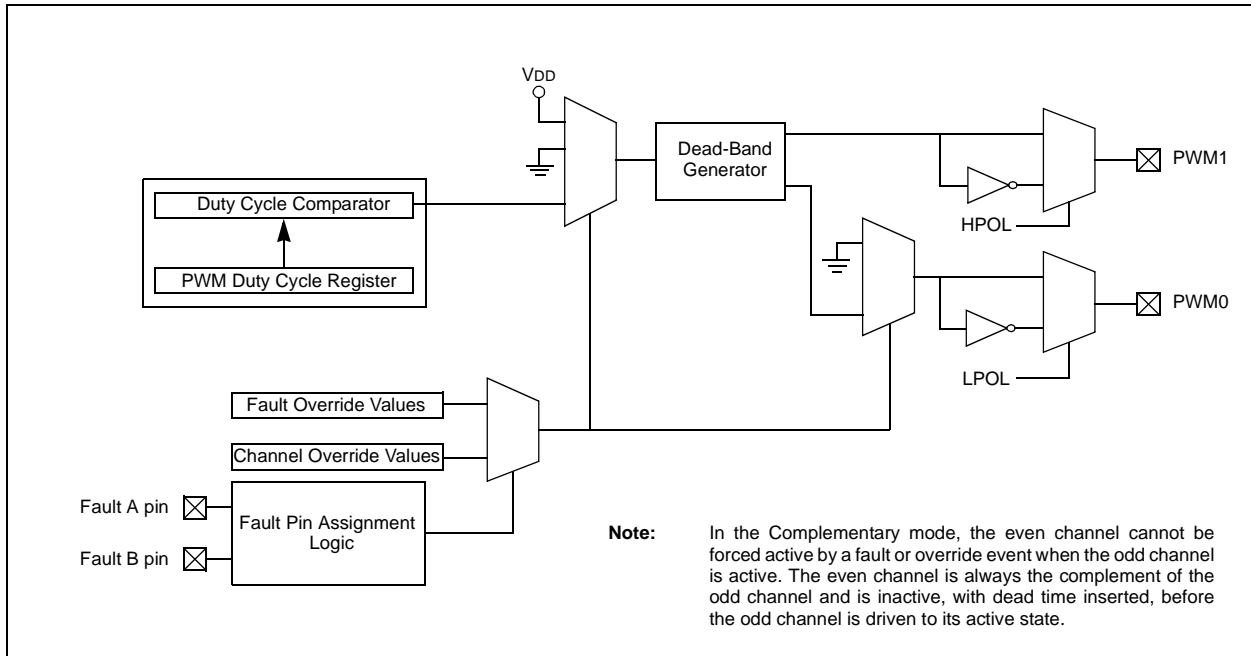 VDD
Dead-Band
Generator
PWM1
Duty Cycle Comparator
HPOL
PWM Duty Cycle Register
PWM0
LPOL
Fault Override Values
Channel Override Values
Fault A pin
Fault Pin Assignment
Logic
Fault B pin
Note: In the Complementary mode, the even channel cannot be
forced active by a fault or override event when the odd channel
is active. The even channel is always the complement of the
odd channel and is inactive, with dead time inserted, before
the odd channel is driven to its active state.